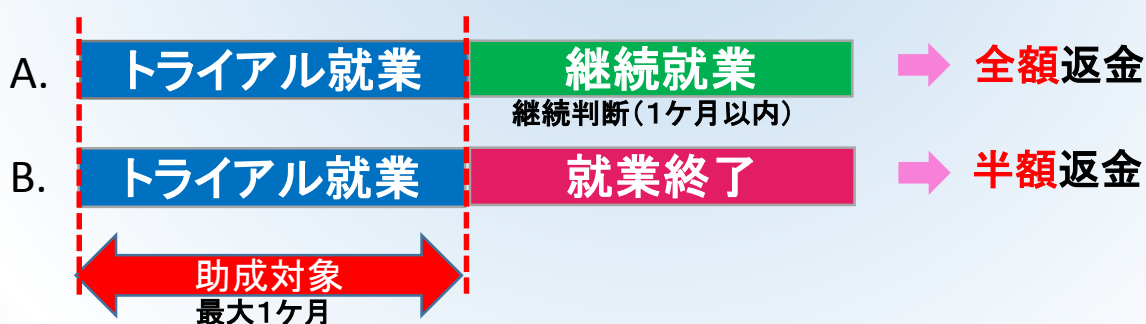 A. トライアル就業 継続就業 全額返金
継続判断(1ケ月以内)
B. トライアル就業 就業終了 半額返金
助成対象
最大1ケ月